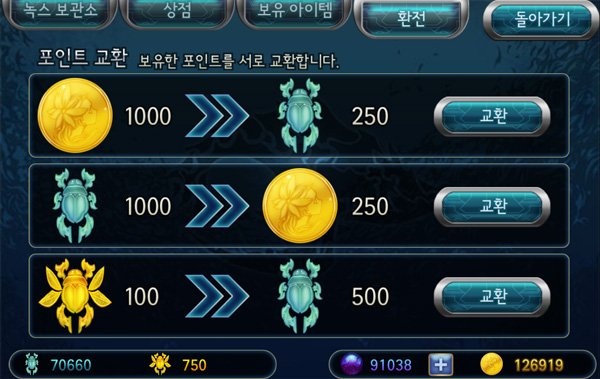 녹스 보관소 상점 보유 아이템 환전 돌아가기
포인트 교환 보유한 포인트를 서로 교환합니다.
1000 250 교환
1000 250 교환
100 500 교환
70660 750 91038 + 126919